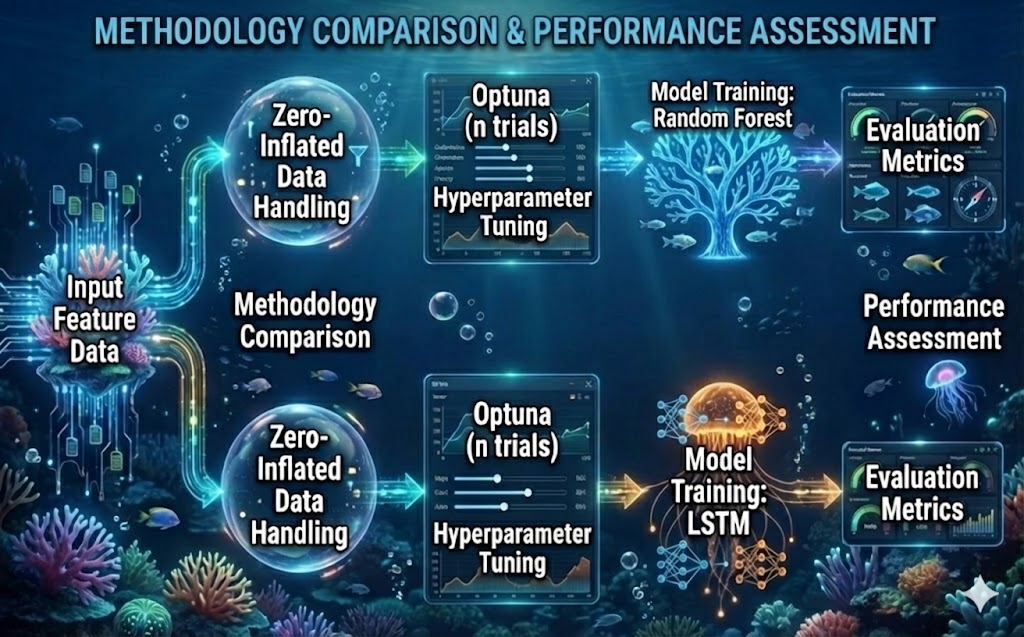 METHODOLOGY COMPARISON & PERFORMANCE ASSESSMENT
Input
Feature
Data
Zero-
Inflated
Data
Handling
Optuna
(n trials)
Hyperparameter
Tuning
Model Training:
Random Forest
Evaluation
Metrics
Methodology
Comparison
Performance
Assessment
Zero-
Inflated
Data
Handling
Optuna
(n trials)
Hyperparameter
Tuning
Model
Training:
LSTM
Evaluation
Metrics